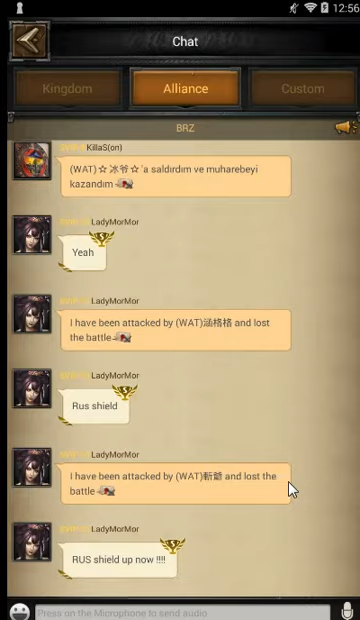 12:56
Chat
Kingdom
Alliance
Custom
BRZ
KillaS(on)
(WAT)☆冰爷☆'a saldırdım ve muharebeyi
kazandım
LadyMorMor
Yeah
LadyMorMor
I have been attacked by (WAT)涵格格 and lost
the battle
LadyMorMor
Rus shield
LadyMorMor
I have been attacked by (WAT)斬爺 and lost the
battle
LadyMorMor
RUS shield up now !!!!
Press on the Microphone to send audio